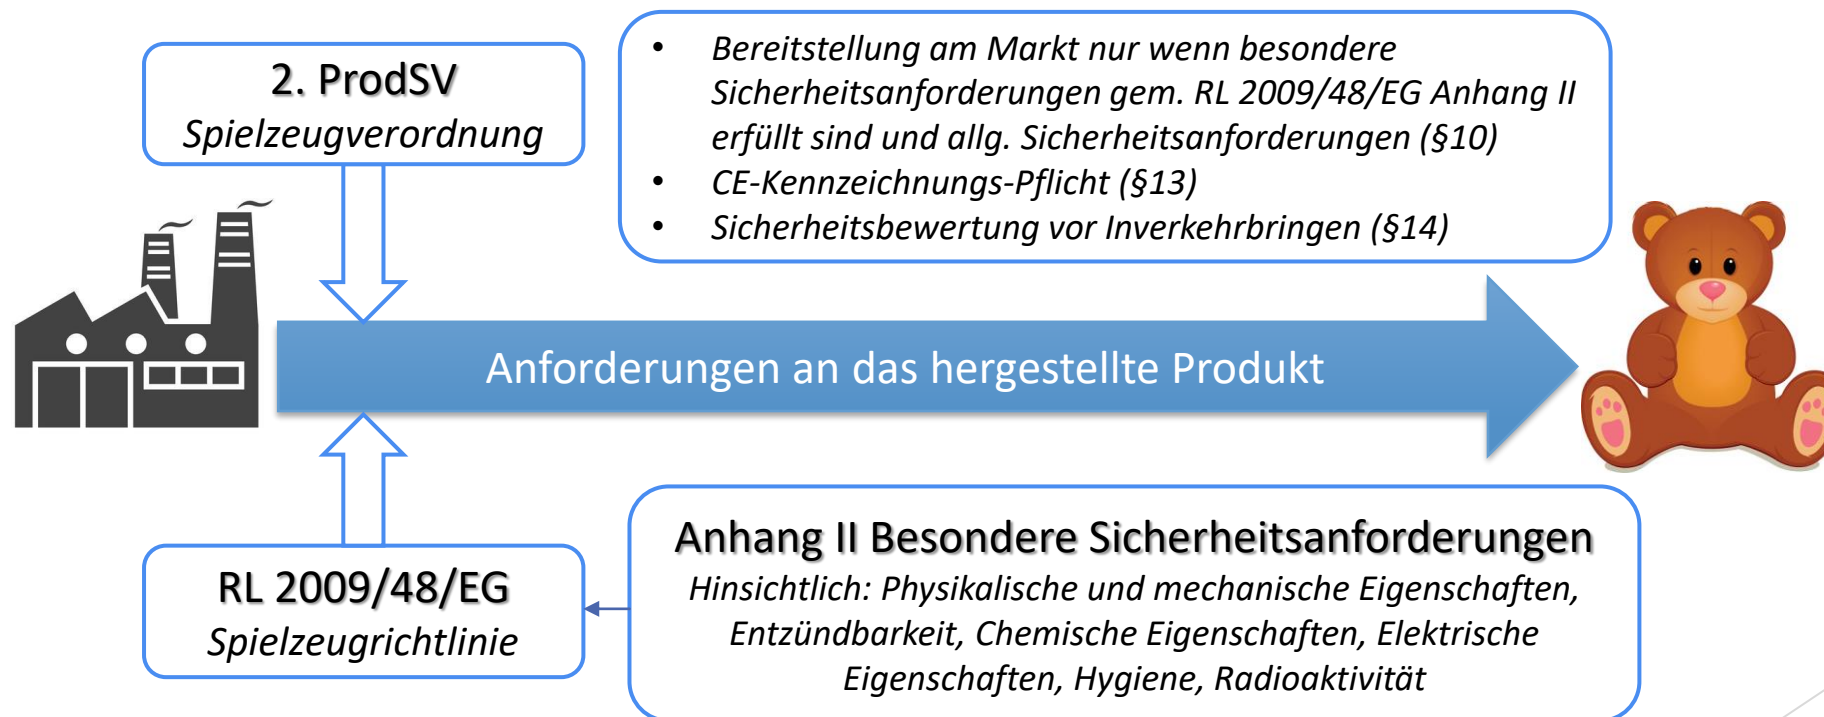 2. ProdSV
Spielzeugverordnung
• Bereitstellung am Markt nur wenn besondere
Sicherheitsanforderungen gem. RL 2009/48/EG Anhang II
erfüllt sind und allg. Sicherheitsanforderungen (§10)
• CE-Kennzeichnungs-Pflicht (§13)
• Sicherheitsbewertung vor Inverkehrbringen (§14)
Anforderungen an das hergestellte Produkt
RL 2009/48/EG
Spielzeugrichtlinie
Anhang II Besondere Sicherheitsanforderungen
Hinsichtlich: Physikalische und mechanische Eigenschaften,
Entzündbarkeit, Chemische Eigenschaften, Elektrische
Eigenschaften, Hygiene, Radioaktivität